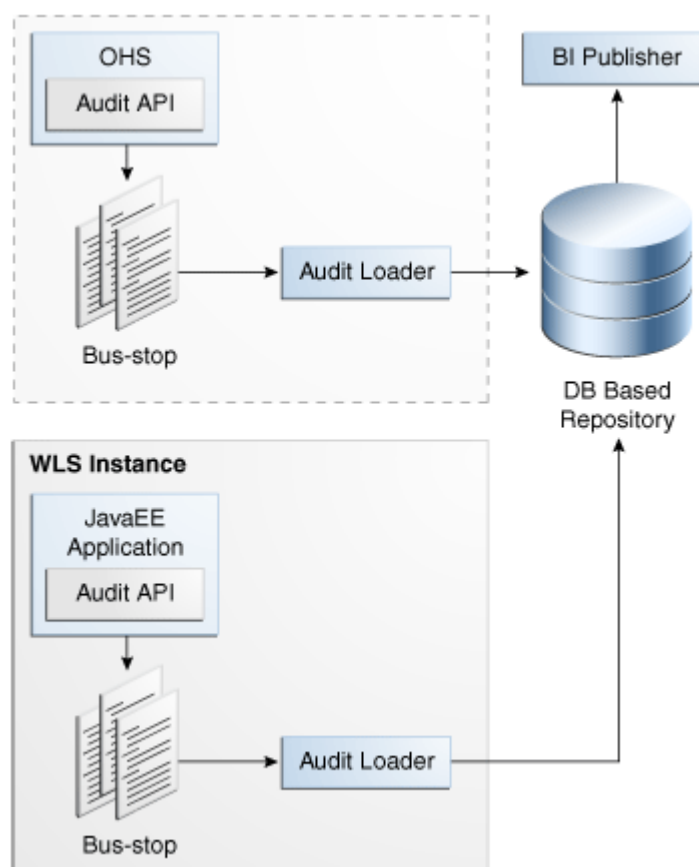 OHS
Audit API
Bus-stop
Audit Loader
BI Publisher
DB Based
Repository
WLS Instance
JavaEE
Application
Audit API
Bus-stop
Audit Loader